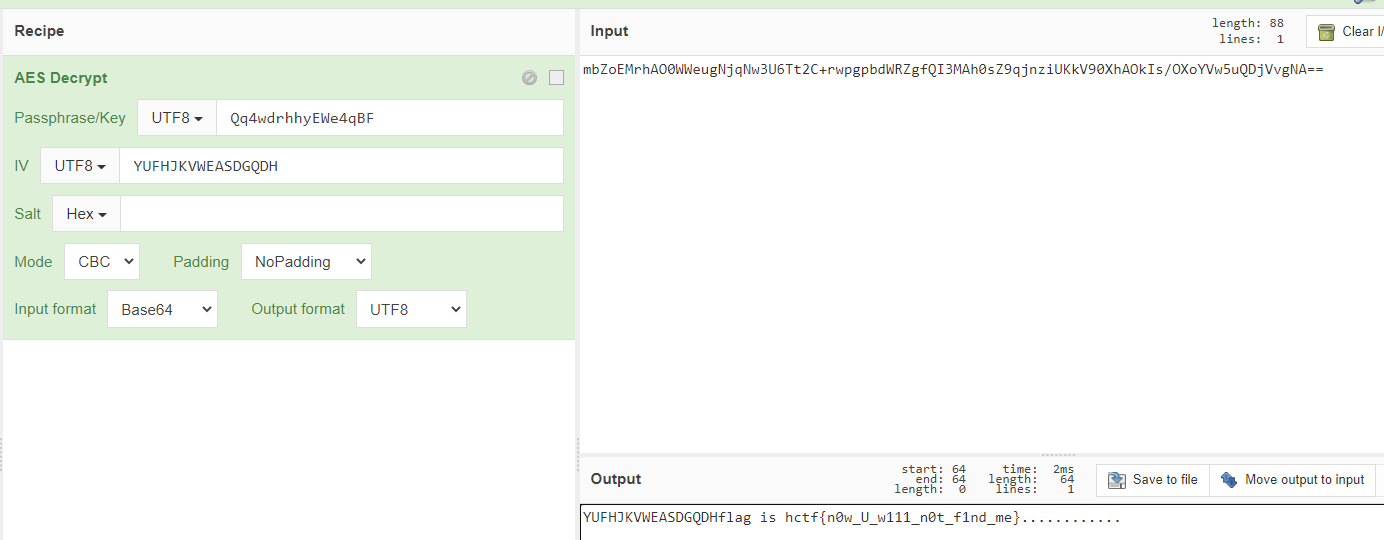 Recipe
AES Decrypt
Passphrase/Key UTF8 Qq4wdrhhyEWe4qBF
IV UTF8 YUFHJKVWEASDGQDH
Salt Hex
Mode CBC Padding NoPadding
Input format Base64 Output format UTF8
Input
length: 88
lines: 1
Clear I/
mbZoEMrhAO0WWeugNjqNw3U6Tt2C+rwpgpbdWRZgfQI3MAh0sZ9qjnziUKkV90XhAOkIs/OXoYVw5uQDjVvgNA==
Output
start: 64 time: 2ms
end: 64 length: 64
length: 0 lines: 1
Save to file Move output to input
YUFHJKVWEASDGQDHflag is hctf{n0w_U_w111_n0t_f1nd_me}............